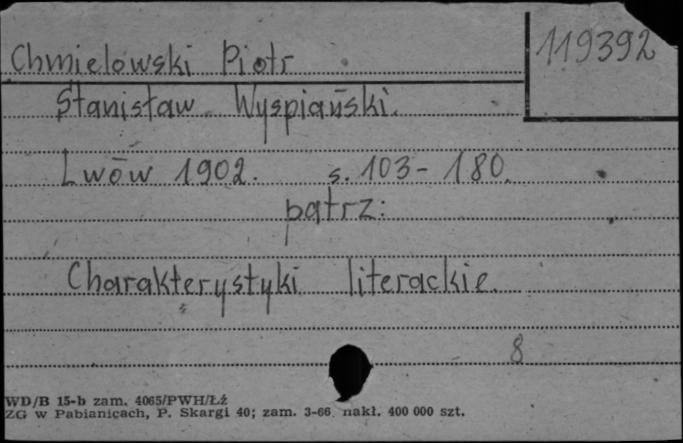 119392
Chmielowski Piotr
Stanisław Wyspiański.
Lwów 1902. s. 103-180.
patrz:
Charakterystyki literackie.
8
WD/B 15-b zam. 4065/PWH/Łź
ZG w Pabianicach, P. Skargi 40; zam. 3-66 nakł. 400 000 szt.